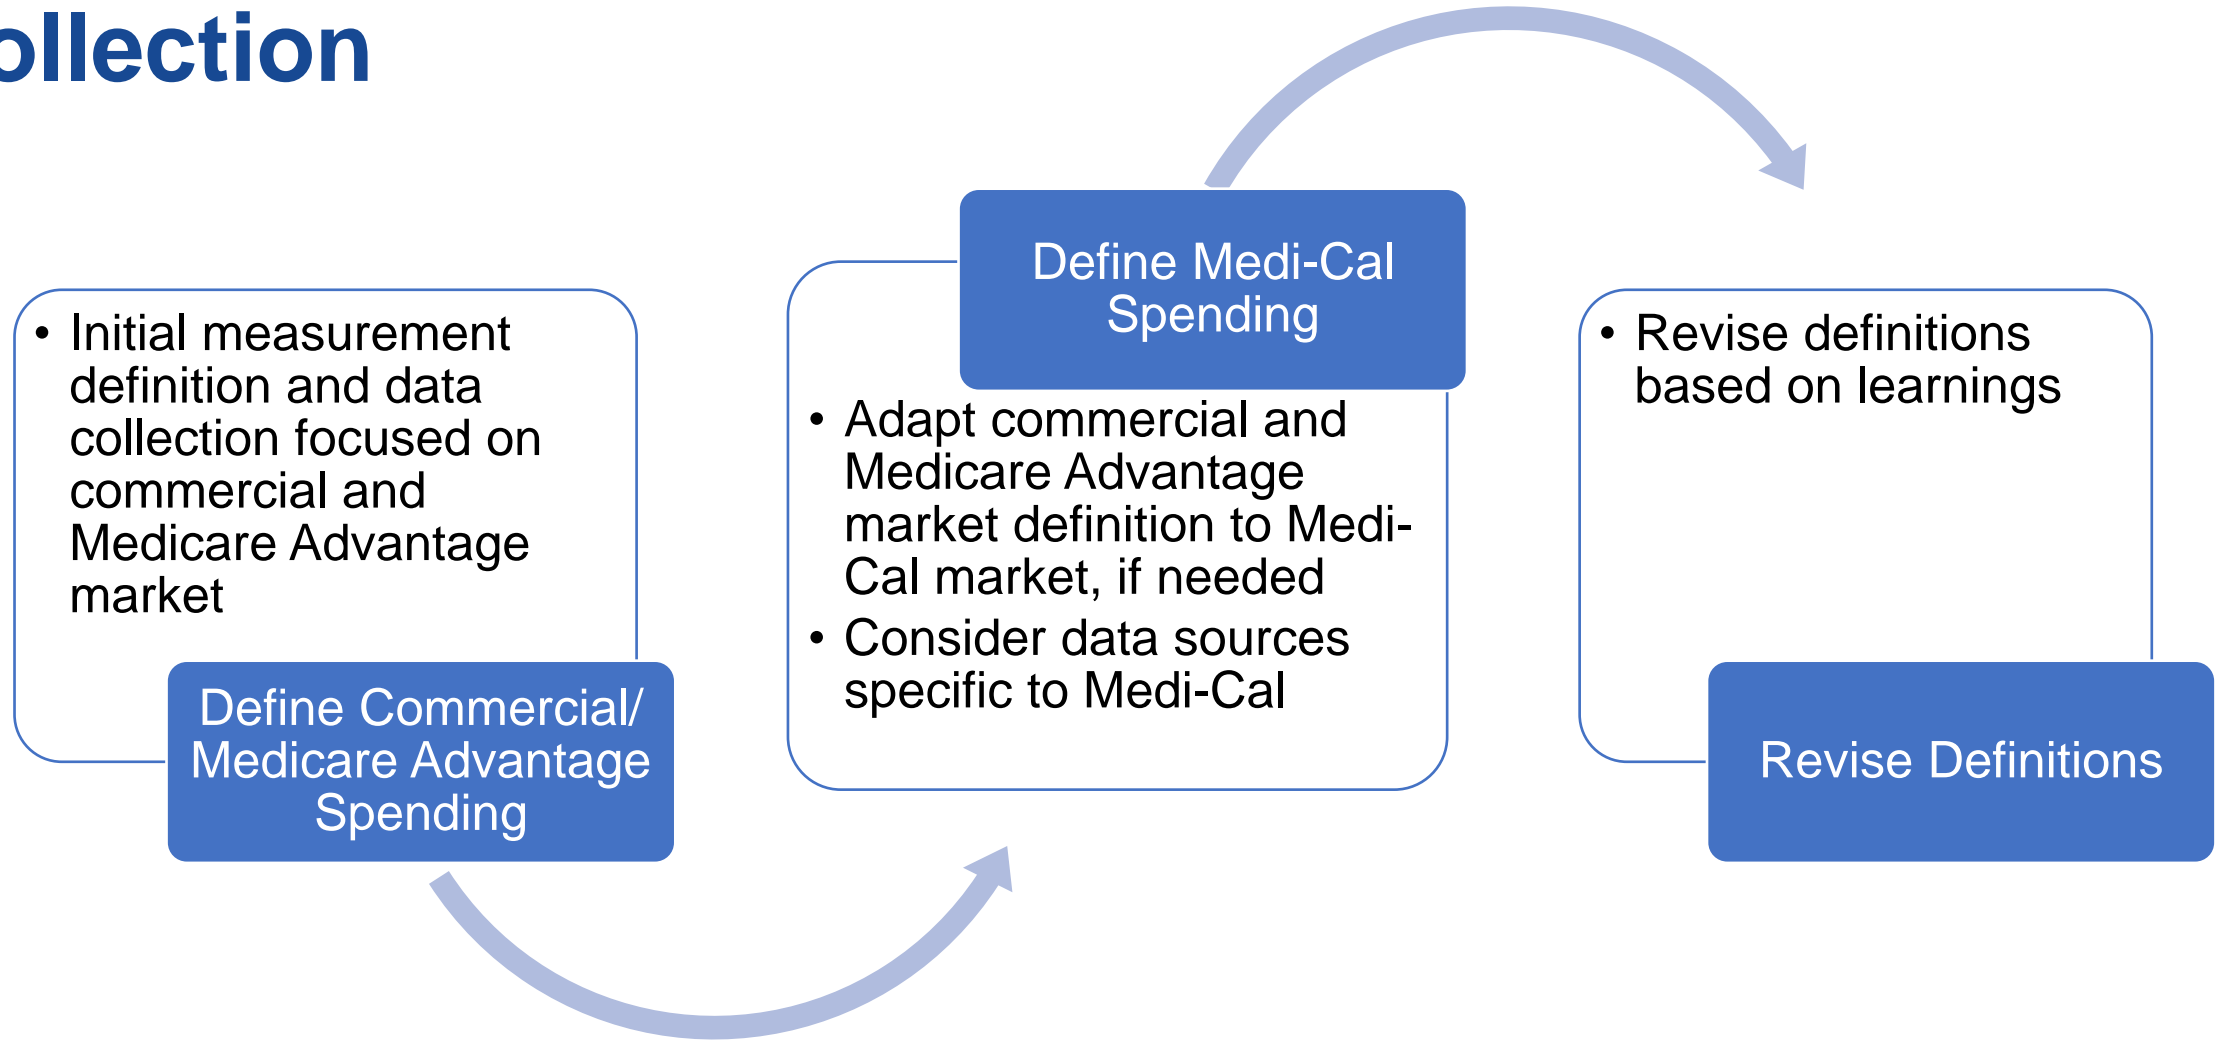 ollection
• Initial measurement
definition and data
collection focused on
commercial and
Medicare Advantage
market
Define Commercial/
Medicare Advantage
Spending
Define Medi-Cal
Spending
• Adapt commercial and
Medicare Advantage
market definition to Medi-
Cal market, if needed
• Consider data sources
specific to Medi-Cal
• Revise definitions
based on learnings
Revise Definitions